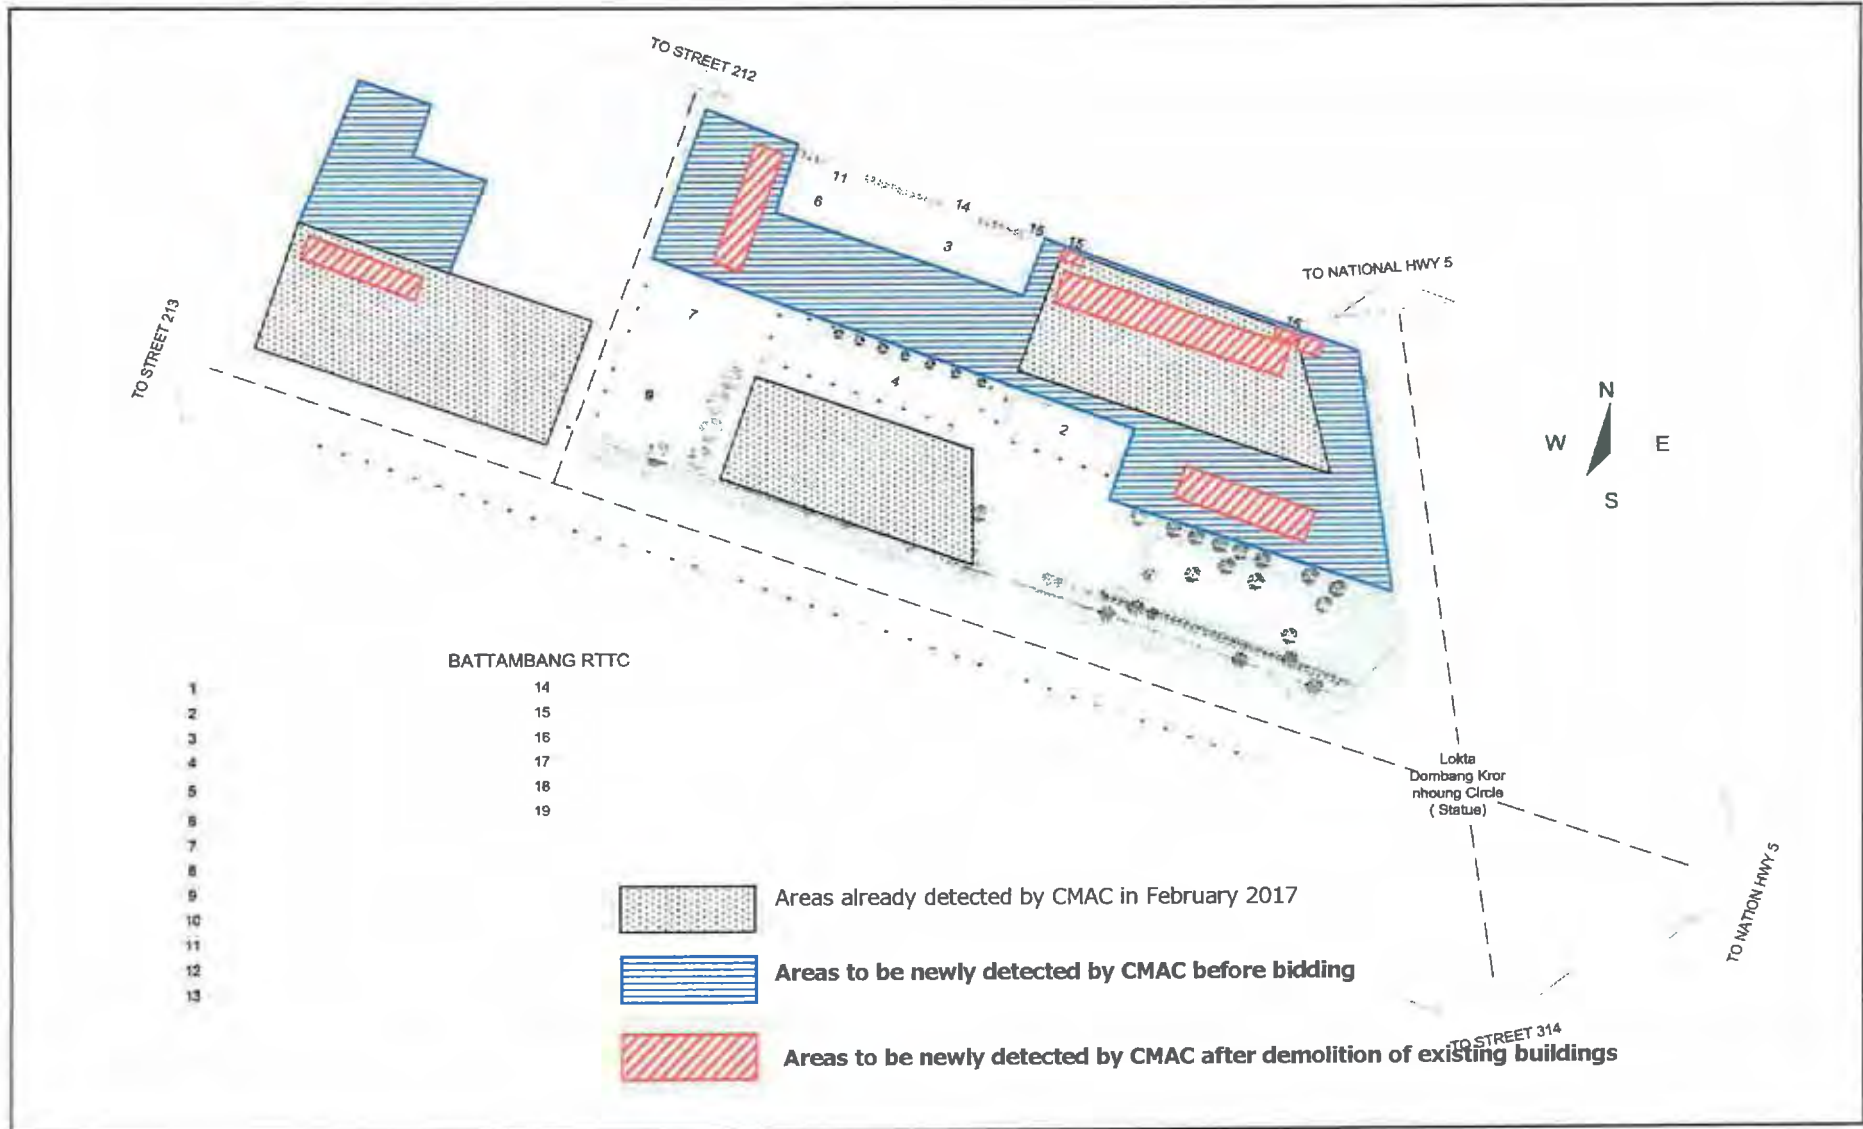 TO STREET 212
11
14
6
3
15
15
15
TO NATIONAL HWY 5
TO STREET 213
7
4
2
N
W E
S
BATTAMBANG RTTC
1
2
3
4
5
6
7
8
9
10
11
12
13
14
15
16
17
18
19
Lokta
Dombang Kror
nhoung Circle
( Statue)
TO NATION HWY 5
TO STREET 314
Areas already detected by CMAC in February 2017
Areas to be newly detected by CMAC before bidding
Areas to be newly detected by CMAC after demolition of existing buildings